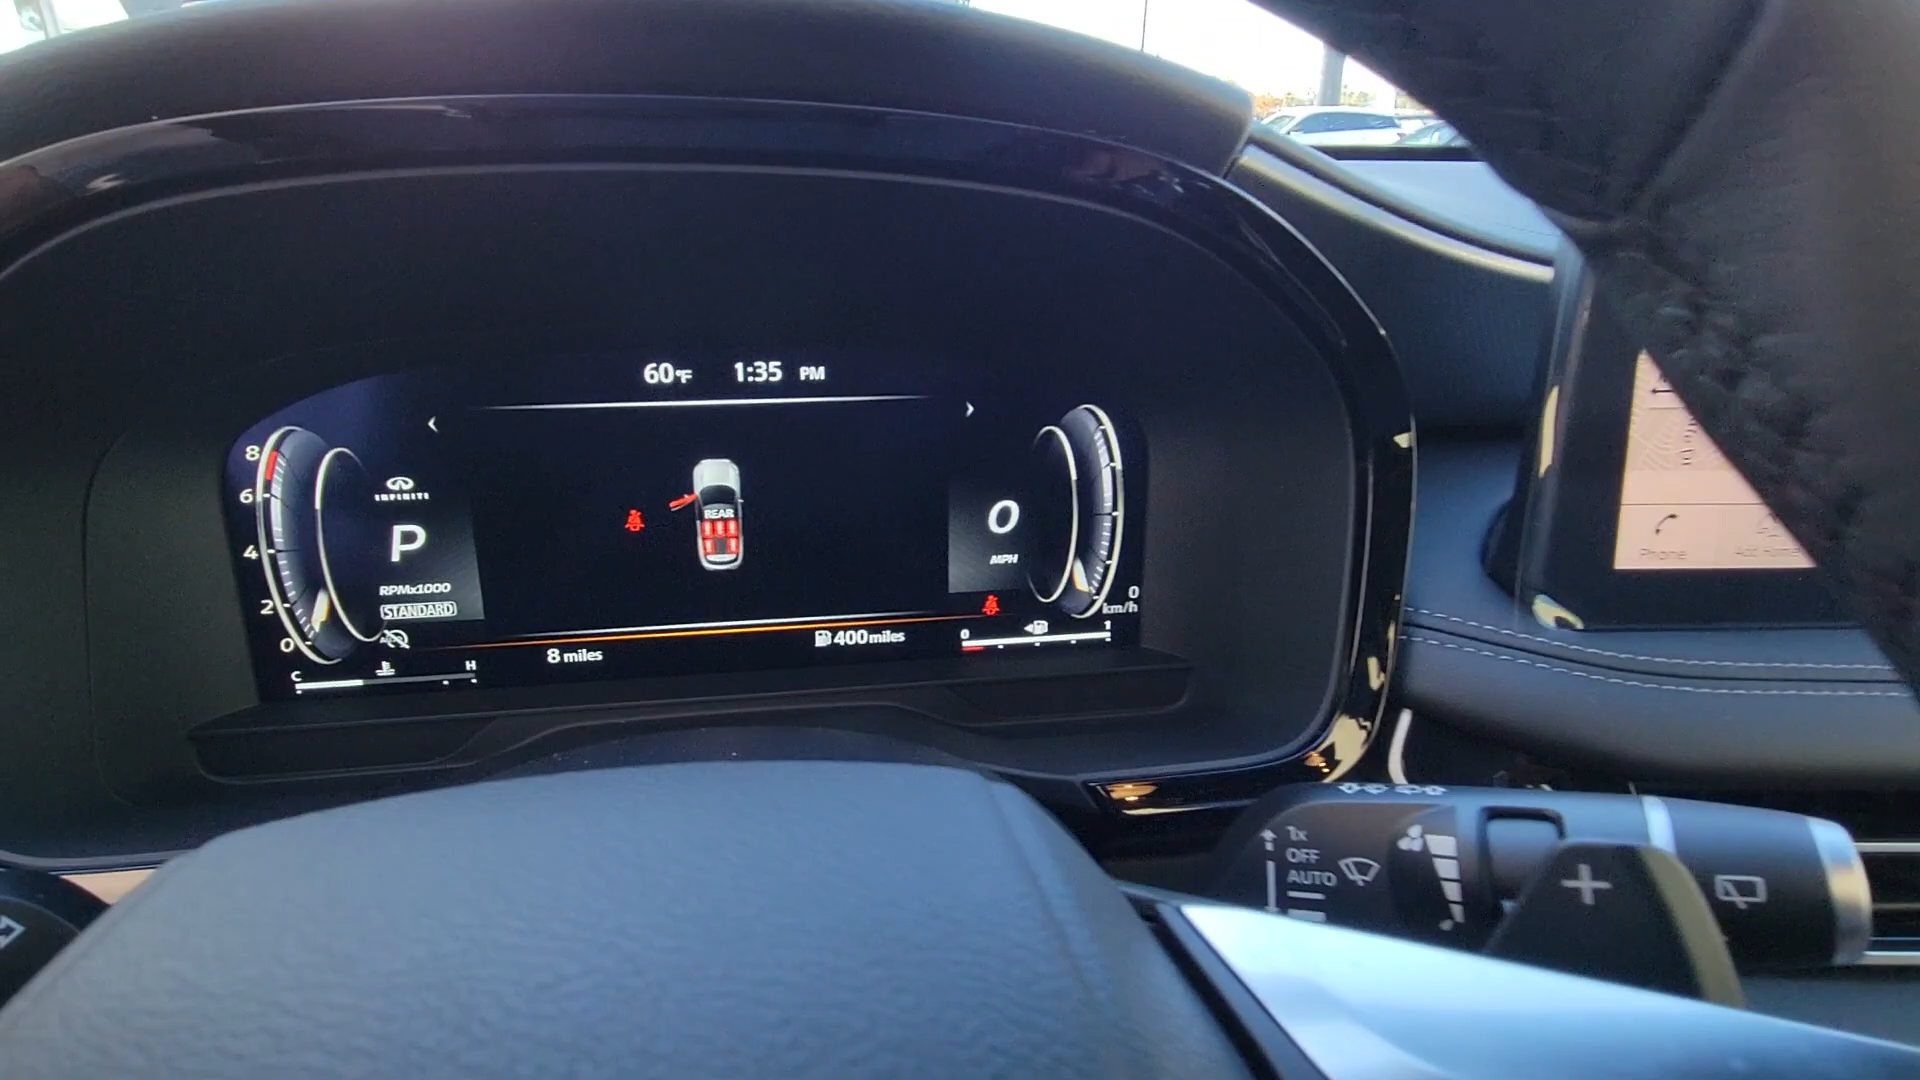 60°F 1:35 PM
8
6
4
2
0
INFINITI
P
RPMx1000
STANDARD
REAR
0
MPH
0
km/h
C H
8 miles
400 miles
0 1
Phone
1x
OFF
AUTO
+